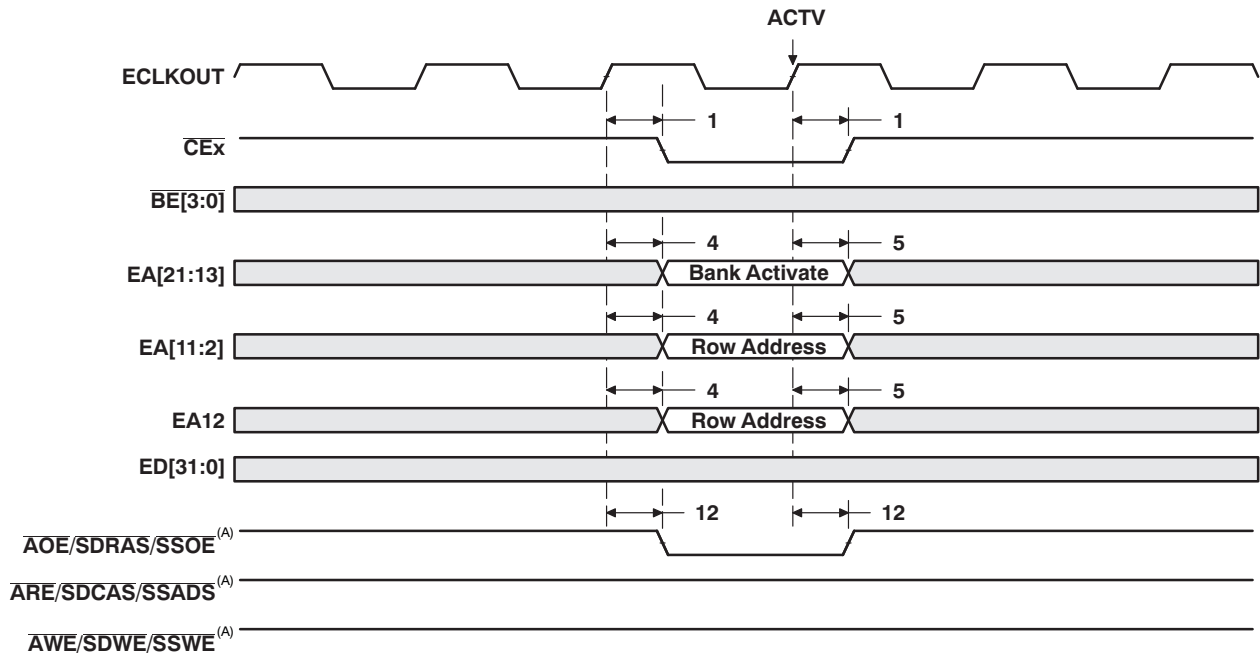 ACTV
ECLKOUT
1 1
CEx
BE[3:0]
4 5
EA[21:13] Bank Activate
4 5
EA[11:2] Row Address
4 5
EA12 Row Address
ED[31:0]
12 12
AOE/SDRAS/SSOE(A)
ARE/SDCAS/SSADS(A)
AWE/SDWE/SSWE(A)